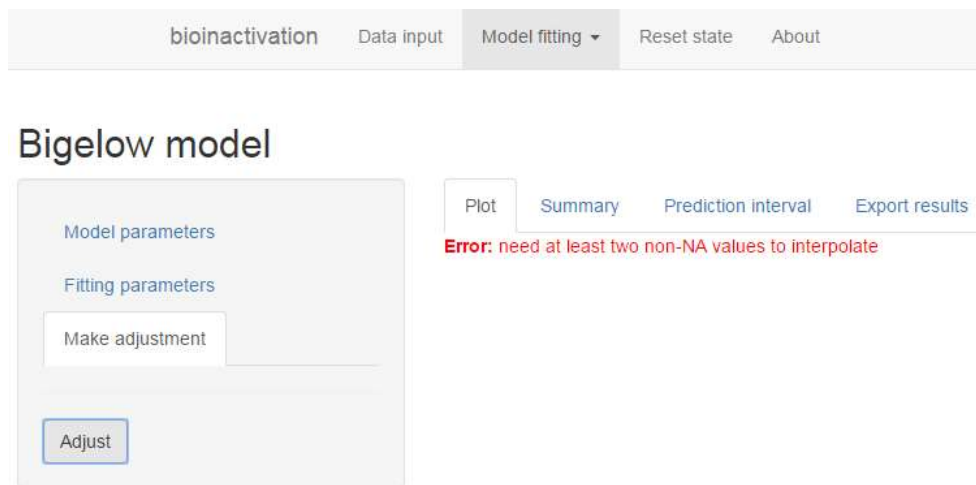 bioinactivation Data input Model fitting Reset state About
Bigelow model
Plot Summary Prediction interval Export results
Error: need at least two non-NA values to interpolate
Model parameters
Fitting parameters
Make adjustment
Adjust